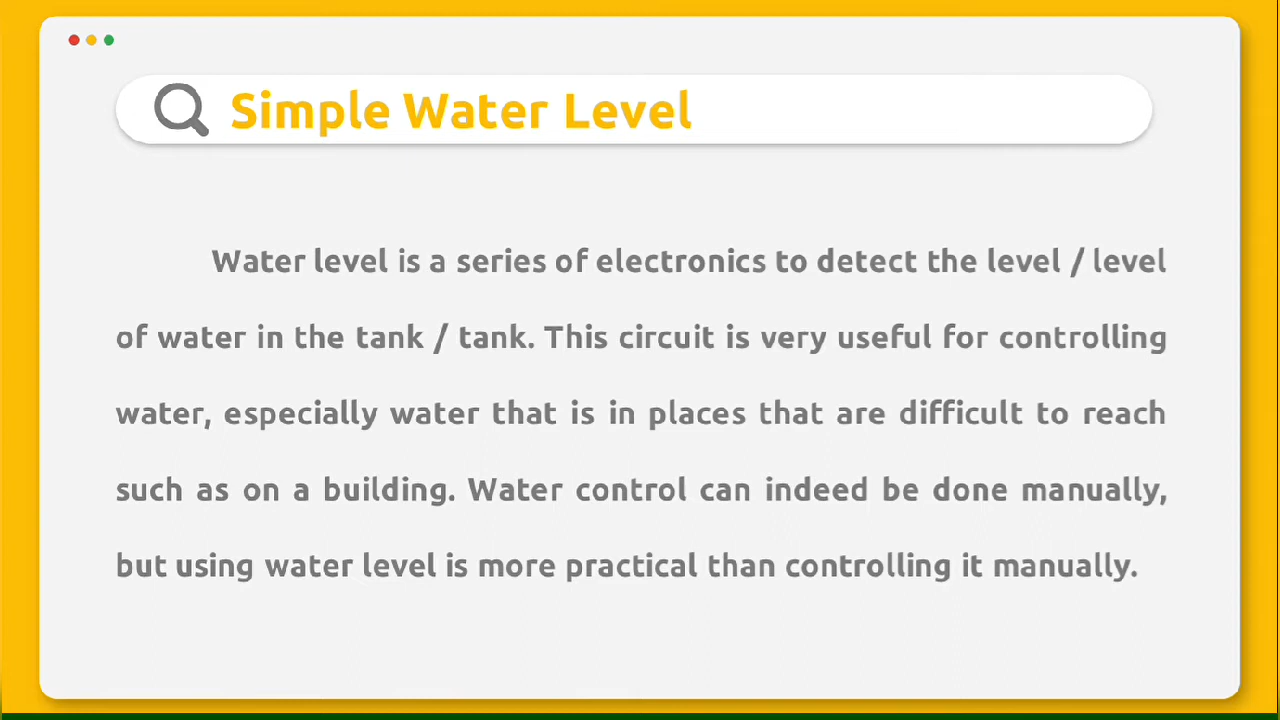 Simple Water Level
Water level is a series of electronics to detect the level / level
of water in the tank / tank. This circuit is very useful for controlling
water, especially water that is in places that are difficult to reach
such as on a building. Water control can indeed be done manually,
but using water level is more practical than controlling it manually.